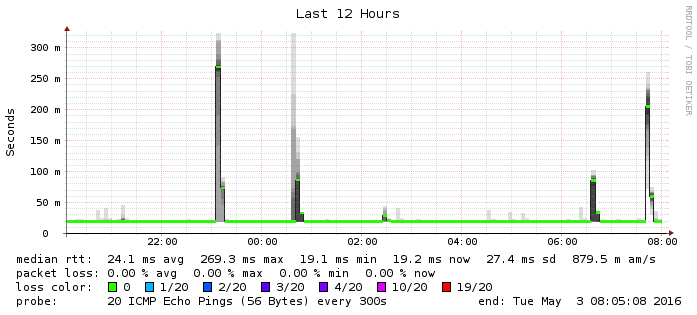 Last 12 Hours
RRDTOOL / TOBI OETIKER
Seconds
300 m
250 m
200 m
150 m
100 m
50 m
0
22:00 00:00 02:00 04:00 06:00 08:00
median rtt: 24.1 ms avg 269.3 ms max 19.1 ms min 19.2 ms now 27.4 ms sd 879.5 m am/s
packet loss: 0.00 % avg 0.00 % max 0.00 % min 0.00 % now
loss color: 0 1/20 2/20 3/20 4/20 10/20 19/20
probe: 20 ICMP Echo Pings (56 Bytes) every 300s end: Tue May 3 08:05:08 2016